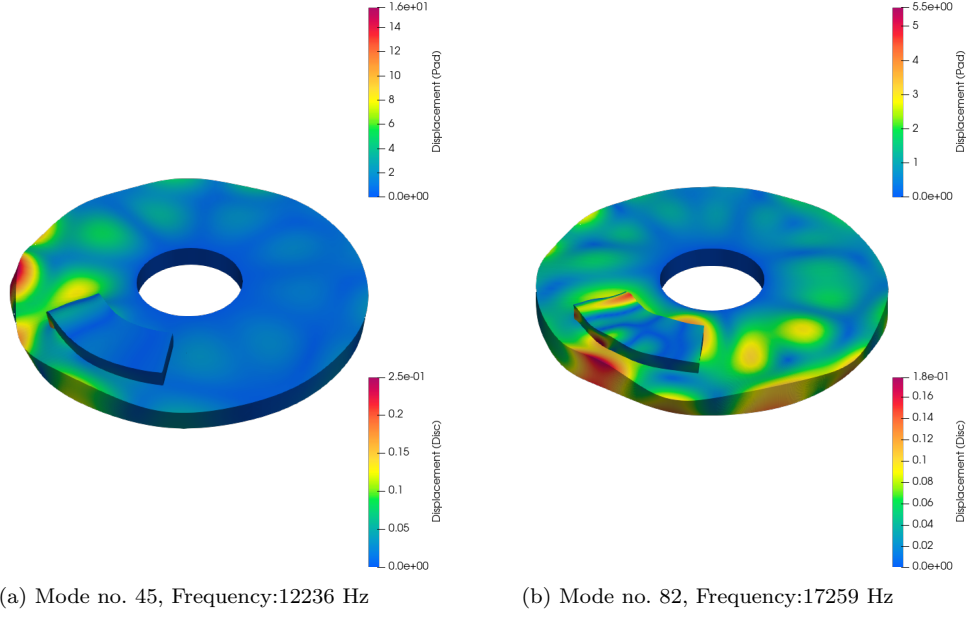 1.6e+01
14
12
10
8
6
4
2
0.0e+00
Displacement (Pad)
2.5e-01
0.2
0.15
0.1
0.05
0.0e+00
Displacement (Disc)
(a) Mode no. 45, Frequency:12236 Hz
5.5e+00
5
4
3
2
1
0.0e+00
Displacement (Pad)
1.8e-01
0.16
0.14
0.12
0.1
0.08
0.06
0.04
0.02
0.0e+00
Displacement (Disc)
(b) Mode no. 82, Frequency:17259 Hz